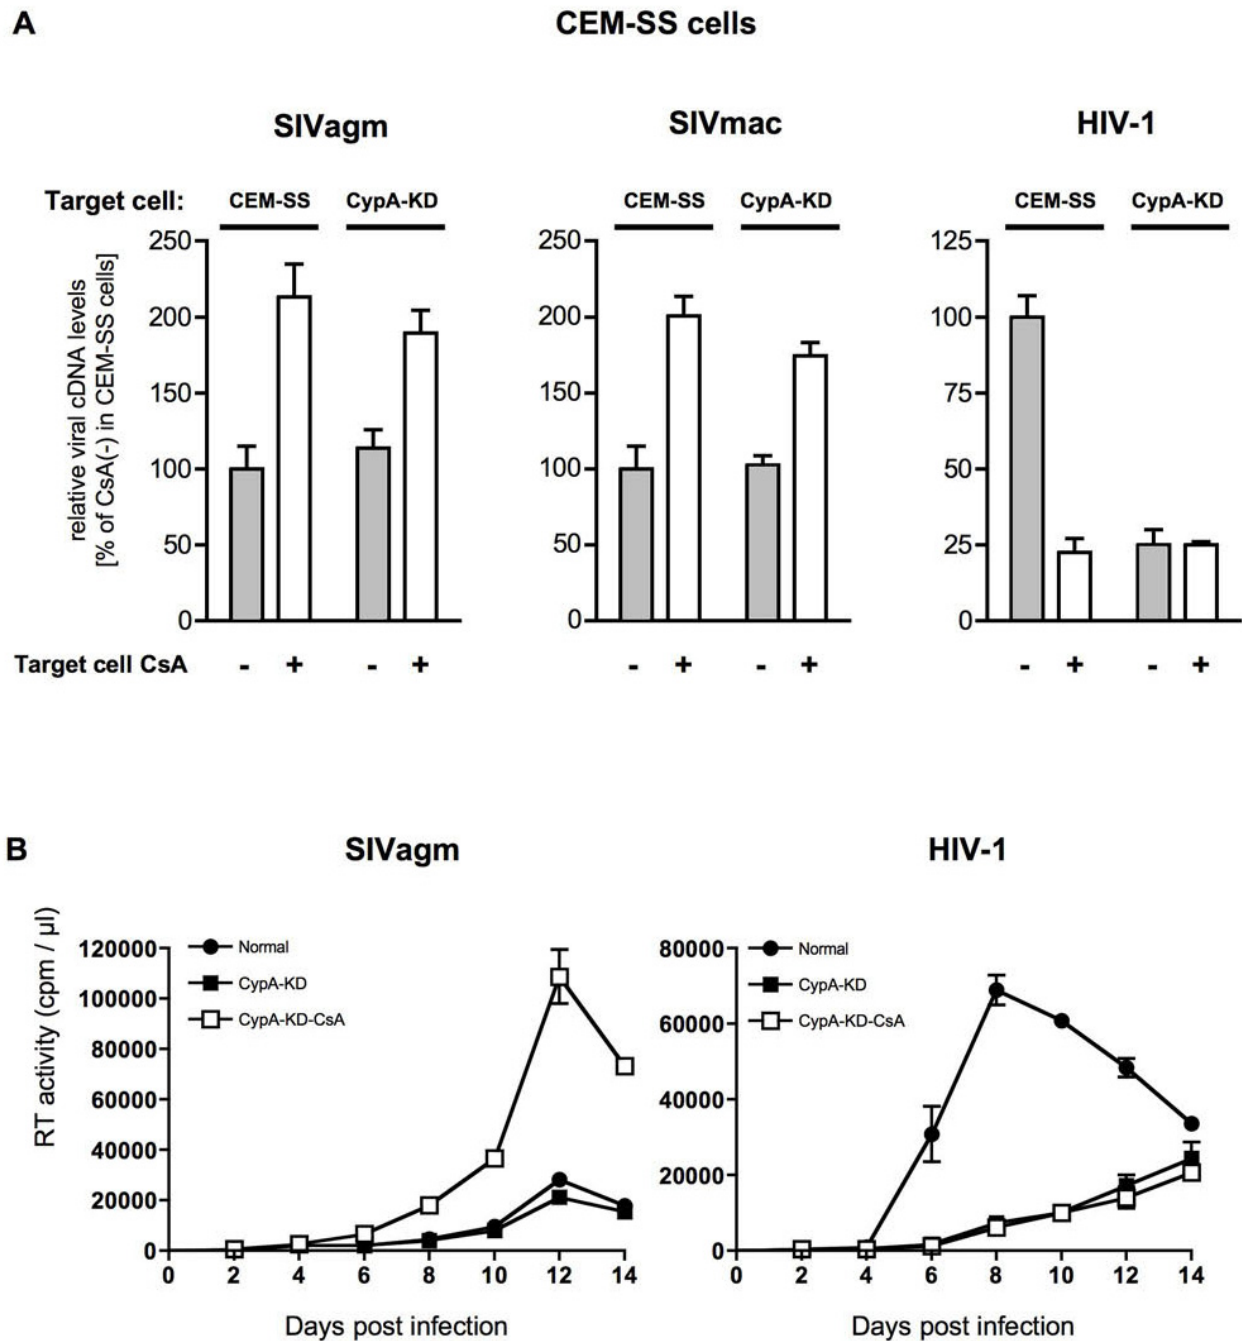 A
CEM-SS cells
SIVagm
SIVmac
HIV-1
Target cell:
CEM-SS
CypA-KD
CEM-SS
CypA-KD
CEM-SS
CypA-KD
relative viral cDNA levels
[% of CsA(-) in CEM-SS cells]
250
200
150
100
50
0
250
200
150
100
50
0
125
100
75
50
25
0
Target cell CsA
- + - +
- + - +
- + - +
B
SIVagm
HIV-1
RT activity (cpm / µl)
120000
100000
80000
60000
40000
20000
0
Normal
CypA-KD
CypA-KD-CsA
0 2 4 6 8 10 12 14
Days post infection
80000
60000
40000
20000
0
Normal
CypA-KD
CypA-KD-CsA
0 2 4 6 8 10 12 14
Days post infection